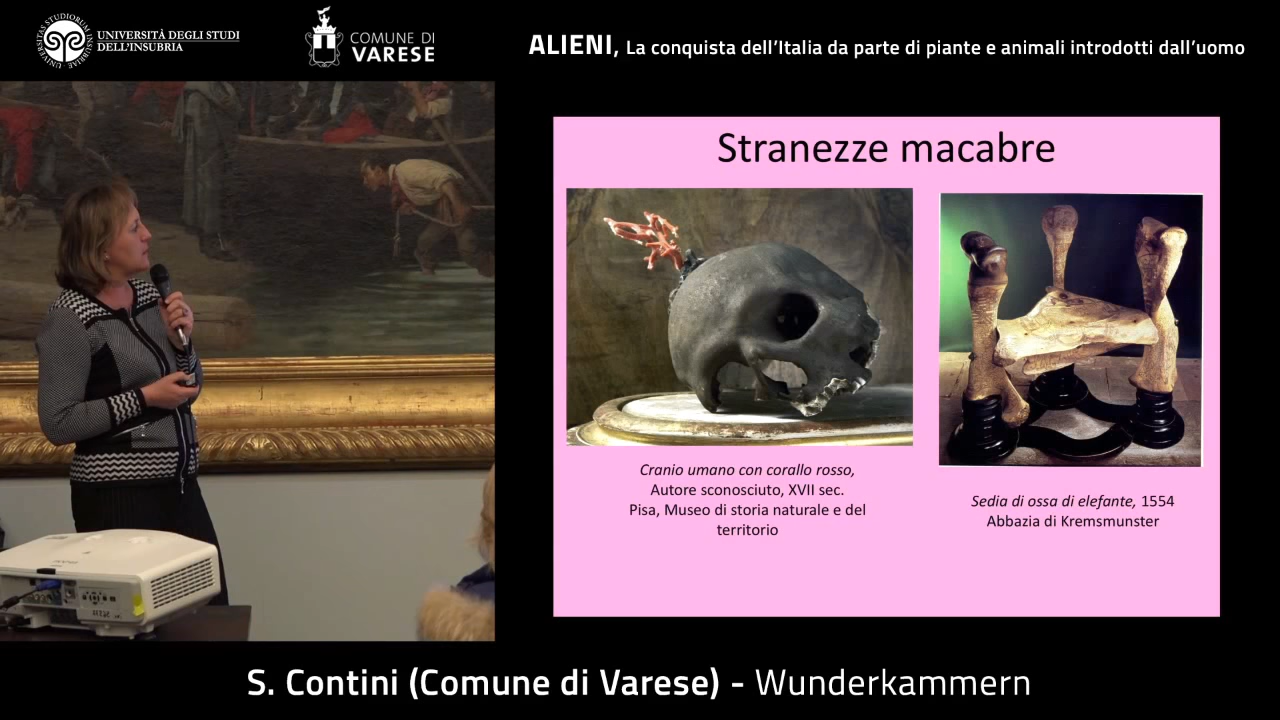 UNIVERSITÀ DEGLI STUDI
DELL'INSUBRIA
COMUNE DI
VARESE
ALIENI, La conquista dell'Italia da parte di piante e animali introdotti dall'uomo
Stranezze macabre
Cranio umano con corallo rosso,
Autore sconosciuto, XVII sec.
Pisa, Museo di storia naturale e del
territorio
Sedia di ossa di elefante, 1554
Abbazia di Kremsmunster
S. Contini (Comune di Varese) - Wunderkammern